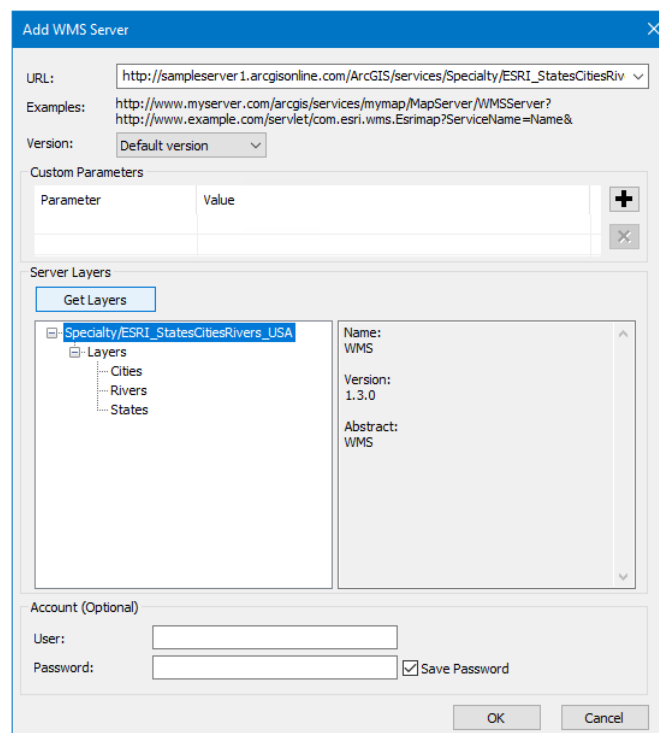 Add WMS Server
URL: http://sampleserver1.arcgisonline.com/ArcGIS/services/Specialty/ESRI_StatesCitiesRiv
Examples: http://www.myserver.com/arcgis/services/mymap/MapServer/WMSServer?
http://www.example.com/servlet/com.esri.wms.Esrimap?ServiceName=Name&
Version: Default version
Custom Parameters
Parameter Value
Server Layers
Get Layers
Specialty/ESRI_StatesCitiesRivers_USA
Layers
Cities
Rivers
States
Name:
WMS
Version:
1.3.0
Abstract:
WMS
Account (Optional)
User:
Password: Save Password
OK Cancel